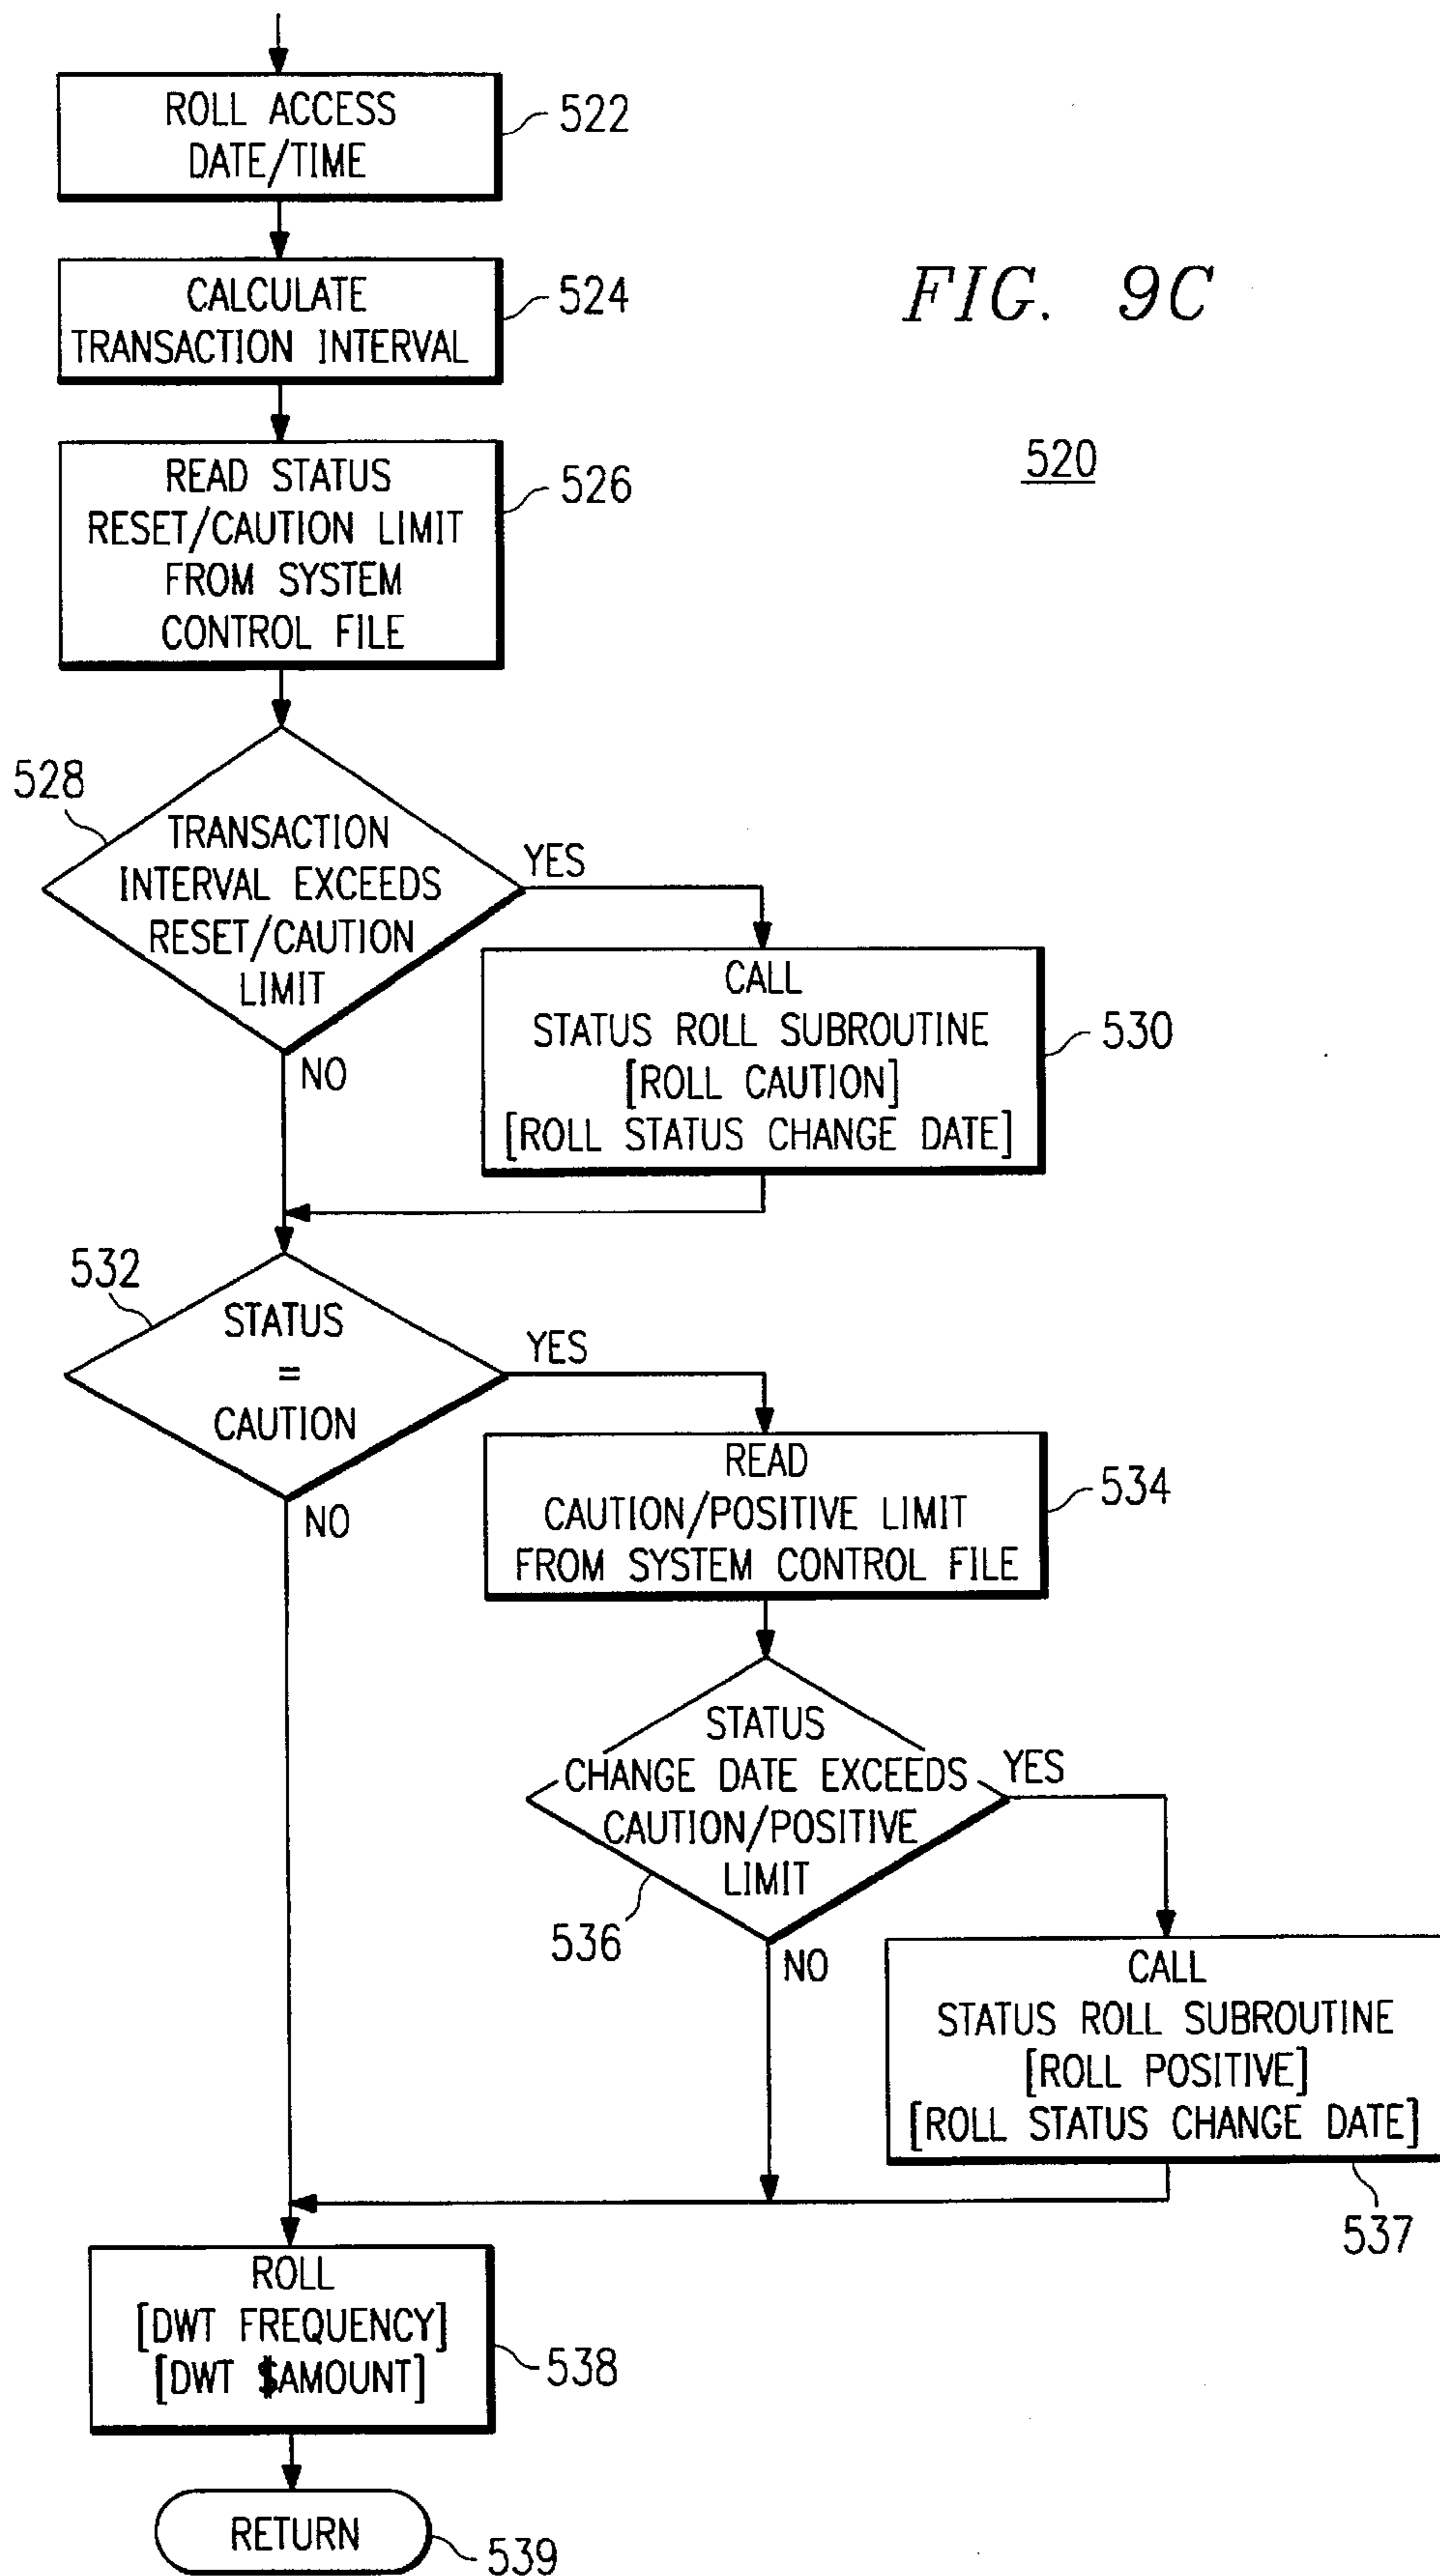 ROLL ACCESS
DATE/TIME
522
CALCULATE
TRANSACTION INTERVAL
524
FIG. 9C
520
READ STATUS
RESET/CAUTION LIMIT
FROM SYSTEM
CONTROL FILE
526
528
TRANSACTION
INTERVAL EXCEEDS
RESET/CAUTION
LIMIT
YES
NO
CALL
STATUS ROLL SUBROUTINE
[ROLL CAUTION]
[ROLL STATUS CHANGE DATE]
530
532
STATUS
=
CAUTION
YES
NO
READ
CAUTION/POSITIVE LIMIT
FROM SYSTEM CONTROL FILE
534
STATUS
CHANGE DATE EXCEEDS
CAUTION/POSITIVE
LIMIT
YES
536
NO
CALL
STATUS ROLL SUBROUTINE
[ROLL POSITIVE]
[ROLL STATUS CHANGE DATE]
537
ROLL
[DWT FREQUENCY]
[DWT $AMOUNT]
538
RETURN
539